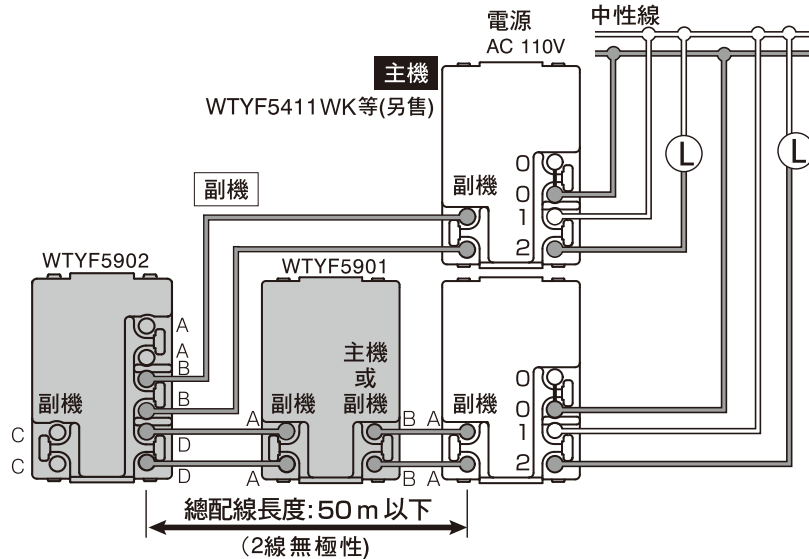 電源
AC 110V
中性線
主機
WTYF5411WK等(另售)
副機
0
0
1
2
L
L
副機
WTYF5902
A
A
B
B
D
D
副機
C
C
WTYF5901
主機
或
副機
副機
A
A
B
B
A
A
副機
0
0
1
2
總配線長度:50m以下
(2線無極性)